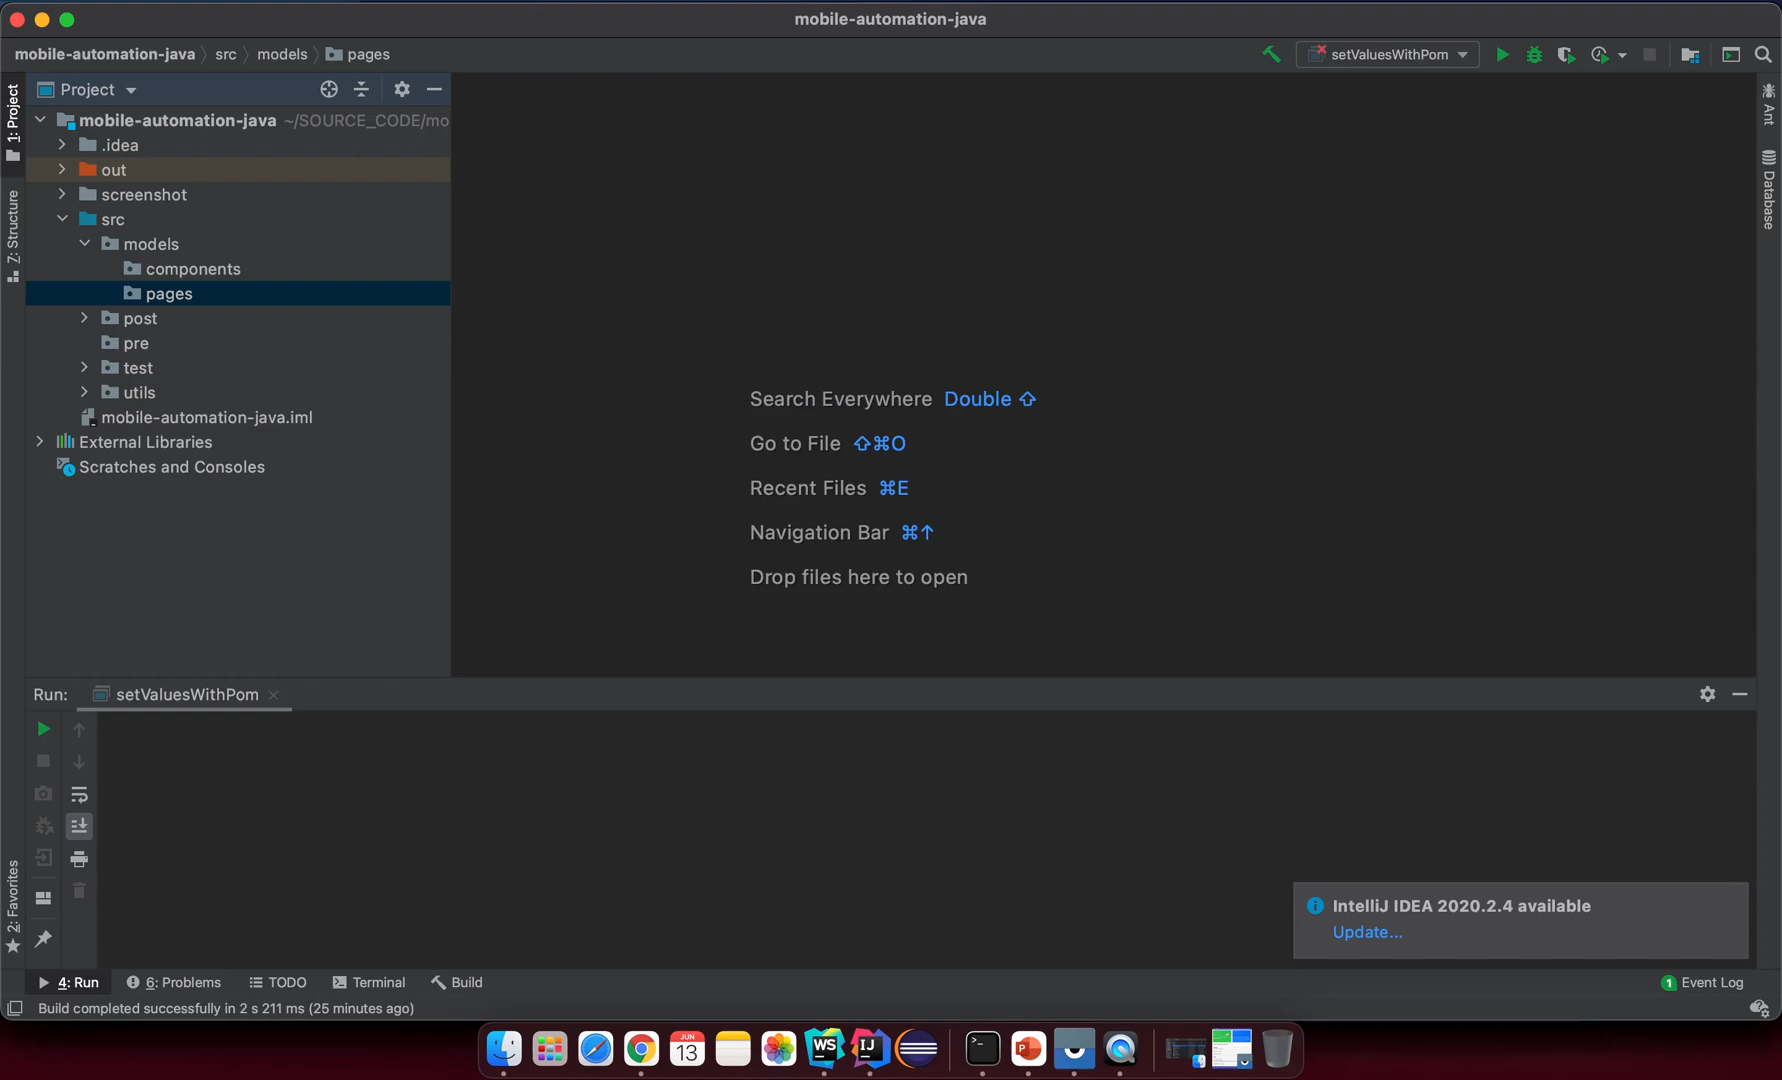 mobile-automation-java
mobile-automation-java
src
models
pages
setValuesWithPom
1: Project
7: Structure
2: Favorites
Ant
Database
Project
mobile-automation-java ~/SOURCE_CODE/mo
.idea
out
screenshot
src
models
components
pages
post
pre
test
utils
mobile-automation-java.iml
External Libraries
Scratches and Consoles
Search Everywhere Double ⇧
Go to File ⇧⌘O
Recent Files ⌘E
Navigation Bar ⌘↑
Drop files here to open
Run: setValuesWithPom
IntelliJ IDEA 2020.2.4 available
Update...
4: Run
6: Problems
TODO
Terminal
Build
1 Event Log
Build completed successfully in 2 s 211 ms (25 minutes ago)
JUN
13
WS
IJ